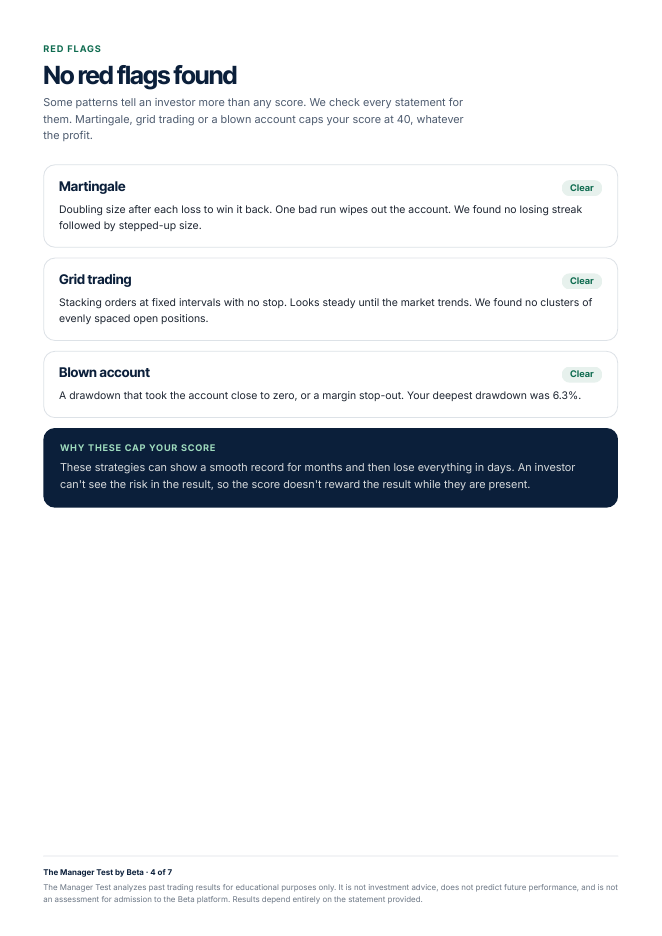 RED FLAGS
No red flags found
Some patterns tell an investor more than any score. We check every statement for
them. Martingale, grid trading or a blown account caps your score at 40, whatever
the profit.
Martingale
Clear
Doubling size after each loss to win it back. One bad run wipes out the account. We found no losing streak
followed by stepped-up size.
Grid trading
Clear
Stacking orders at fixed intervals with no stop. Looks steady until the market trends. We found no clusters of
evenly spaced open positions.
Blown account
Clear
A drawdown that took the account close to zero, or a margin stop-out. Your deepest drawdown was 6.3%.
WHY THESE CAP YOUR SCORE
These strategies can show a smooth record for months and then lose everything in days. An investor
can't see the risk in the result, so the score doesn't reward the result while they are present.
The Manager Test by Beta · 4 of 7
The Manager Test analyzes past trading results for educational purposes only. It is not investment advice, does not predict future performance, and is not
an assessment for admission to the Beta platform. Results depend entirely on the statement provided.